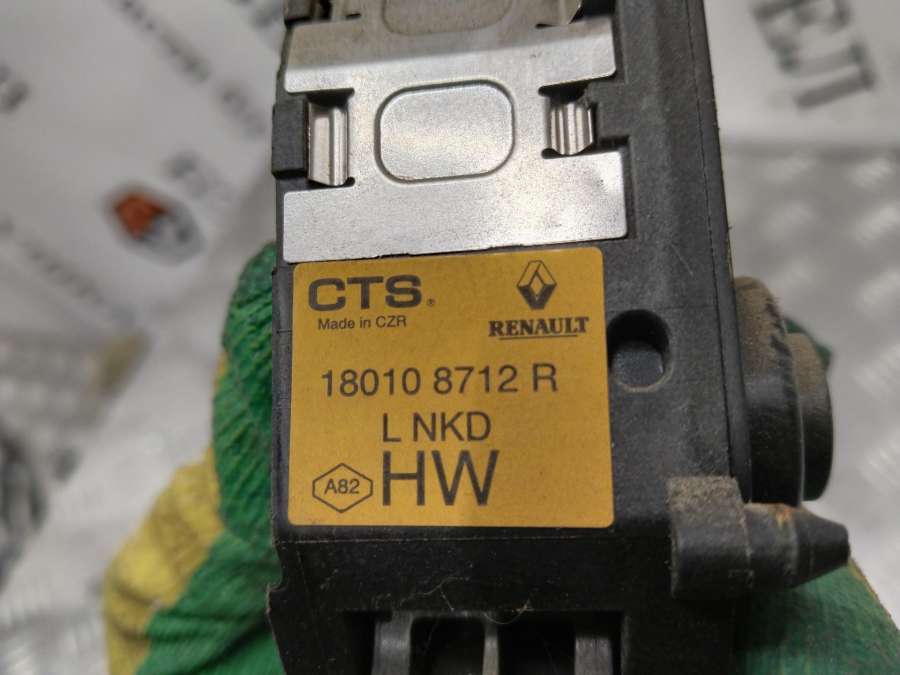 CTS®
Made in CZR
RENAULT
18010 8712 R
L NKD
A82
HW